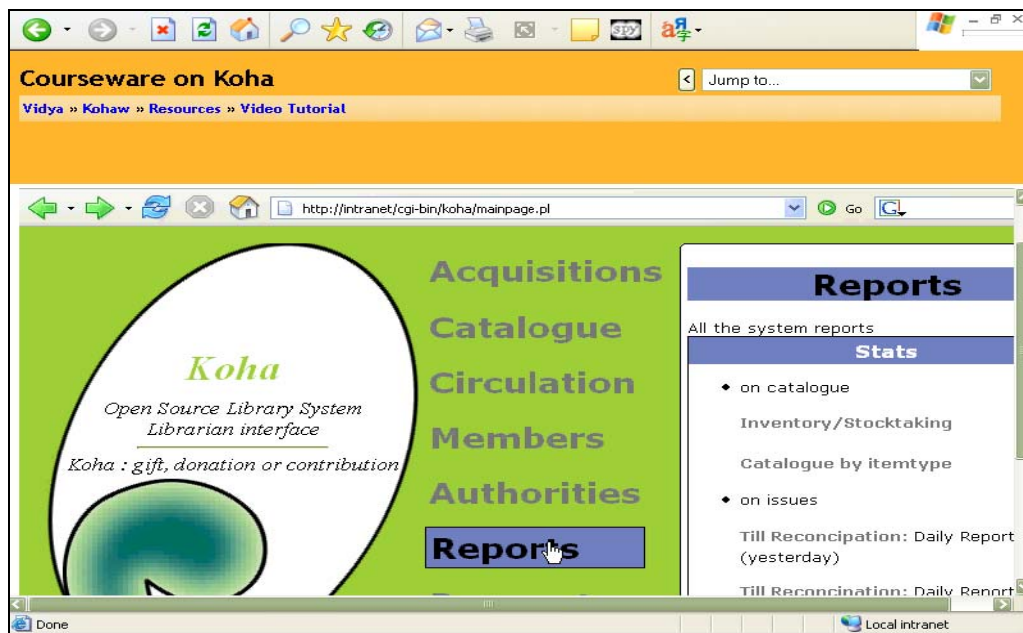 SPY
Courseware on Koha
Jump to...
Vidya » Kohaw » Resources » Video Tutorial
http://intranet/cgi-bin/koha/mainpage.pl
Go
G
Koha
Open Source Library System
Librarian interface
Koha : gift, donation or contribution
Acquisitions
Catalogue
Circulation
Members
Authorities
Reports
Reports
All the system reports
Stats
• on catalogue
Inventory/Stocktaking
Catalogue by itemtype
• on issues
Till Reconcipation: Daily Report
(yesterday)
Till Reconcipation: Daily Report
Done
Local intranet